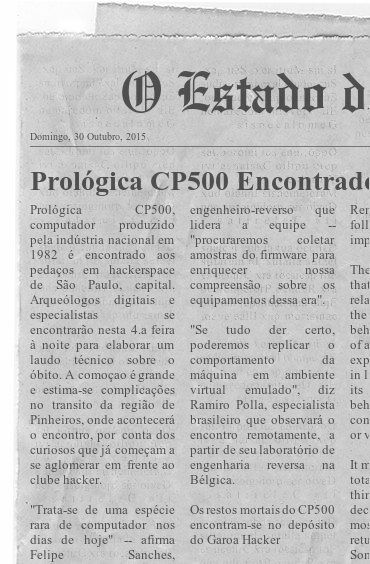 O Estado d
Domingo, 30 Outubro, 2015
Prológica CP500 Encontrado
Prológica CP500,
computador produzido
pela indústria nacional em
1982 é encontrado aos
pedaços em hackerspace
de São Paulo, capital.
Arqueólogos digitais e
especialistas se
encontrarão nesta 4.a feira
à noite para elaborar um
laudo técnico sobre o
óbito. A comoçao é grande
e estima-se complicações
no transito da região de
Pinheiros, onde acontecerá
o encontro, por conta dos
curiosos que já começam a
se aglomerar em frente ao
clube hacker.
"Trata-se de uma espécie
rara de computador nos
dias de hoje" -- afirma
Felipe Sanches,
engenheiro-reverso que
lidera a equipe --
"procuraremos coletar
amostras do firmware para
enriquecer nossa
compreensão sobre os
equipamentos dessa era".
"Se tudo der certo,
poderemos replicar o
comportamento da
máquina em ambiente
virtual emulado", diz
Ramiro Polla, especialista
brasileiro que observará o
encontro remotamente, a
partir de seu laboratório de
engenharia reversa na
Bélgica.
Os restos mortais do CP500
encontram-se no depósito
do Garoa Hacker
Ren
foll
imp
The
that
rela
the
beh
of a
exp
in I
its
beh
con
or v
It m
tota
thin
dec
mos
retu
Son